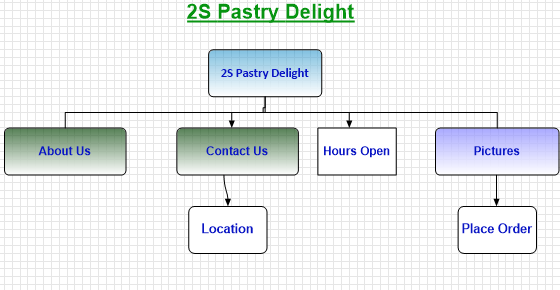 2S Pastry Delight
2S Pastry Delight
About Us
Contact Us
Hours Open
Pictures
Location
Place Order